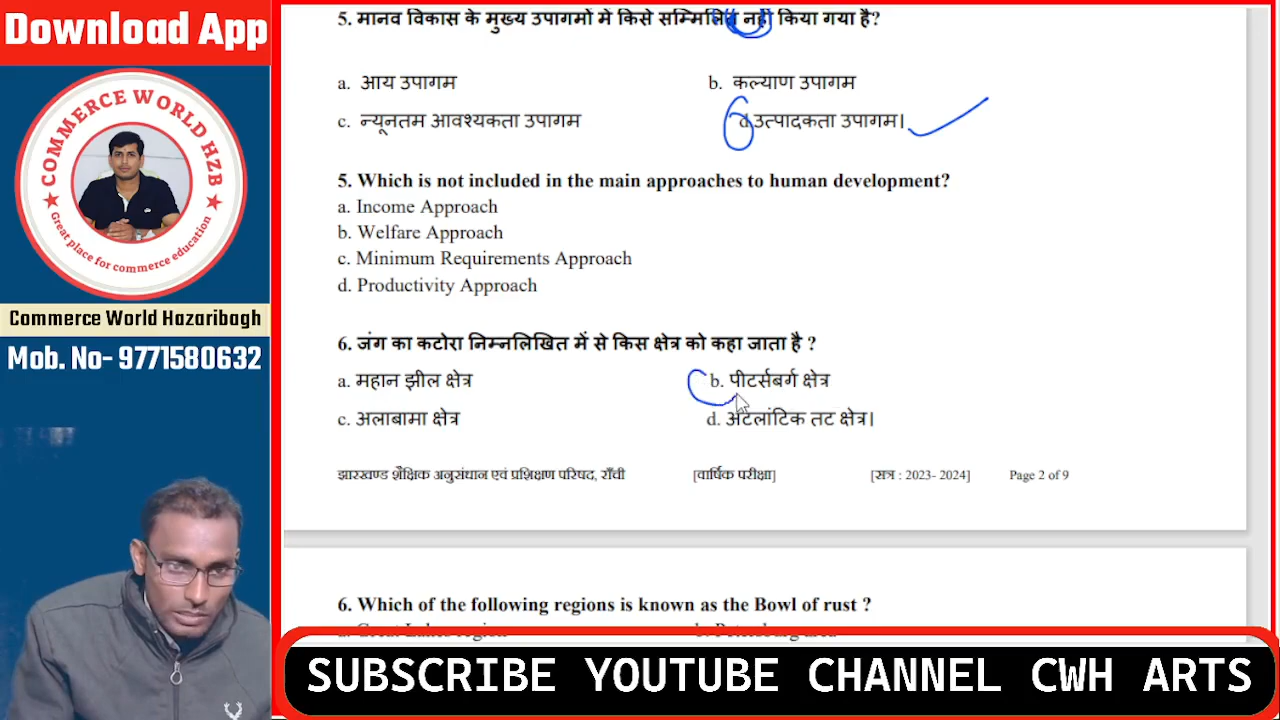 Download App
COMMERCE WORLD HZB
Great place for commerce education
Commerce World Hazaribagh
Mob. No- 9771580632
5. मानव विकास के मुख्य उपागमों में किसे सम्मिलित नहीं किया गया है?
a. आय उपागम b. कल्याण उपागम
c. न्यूनतम आवश्यकता उपागम d उत्पादकता उपागम।
5. Which is not included in the main approaches to human development?
a. Income Approach
b. Welfare Approach
c. Minimum Requirements Approach
d. Productivity Approach
6. जंग का कटोरा निम्नलिखित में से किस क्षेत्र को कहा जाता है ?
a. महान झील क्षेत्र b. पीटर्सबर्ग क्षेत्र
c. अलाबामा क्षेत्र d. अटलांटिक तट क्षेत्र।
झारखण्ड शैक्षिक अनुसंधान एवं प्रशिक्षण परिषद, राँची [वार्षिक परीक्षा] [सत्र : 2023- 2024] Page 2 of 9
6. Which of the following regions is known as the Bowl of rust ?
SUBSCRIBE YOUTUBE CHANNEL CWH ARTS